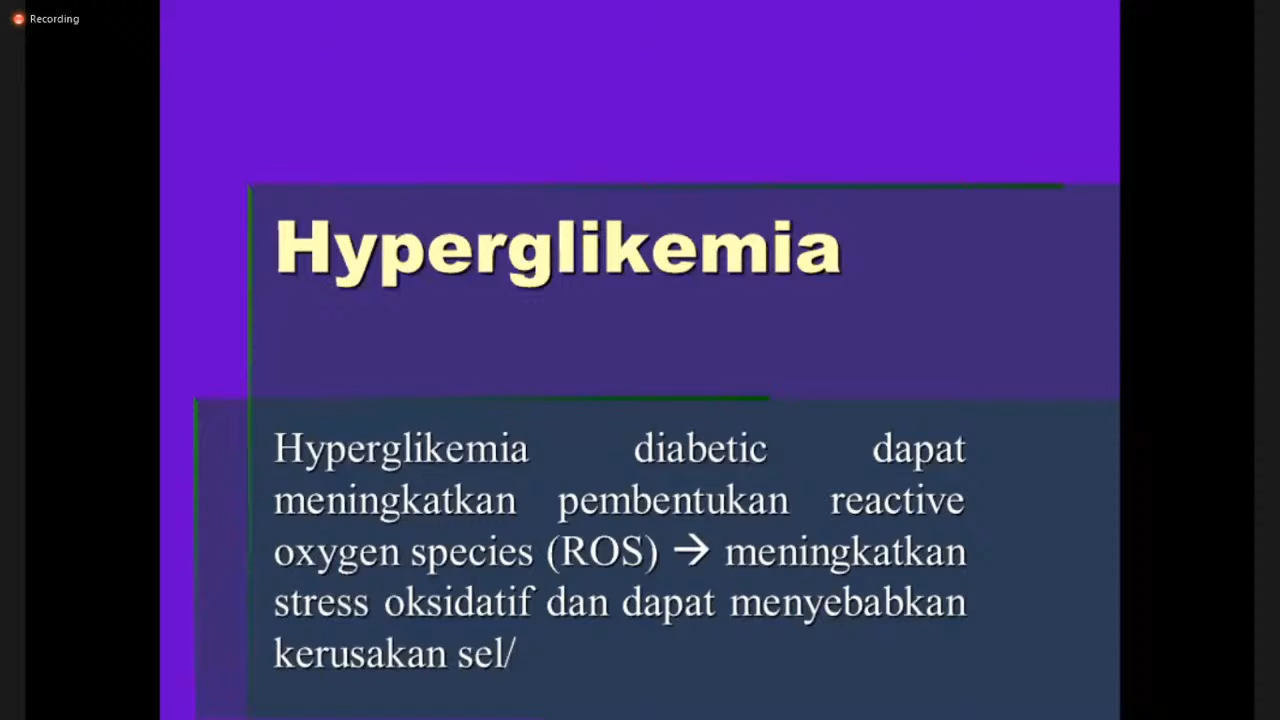 Recording
Hyperglikemia
Hyperglikemia diabetic dapat
meningkatkan pembentukan reactive
oxygen species (ROS) → meningkatkan
stress oksidatif dan dapat menyebabkan
kerusakan sel/